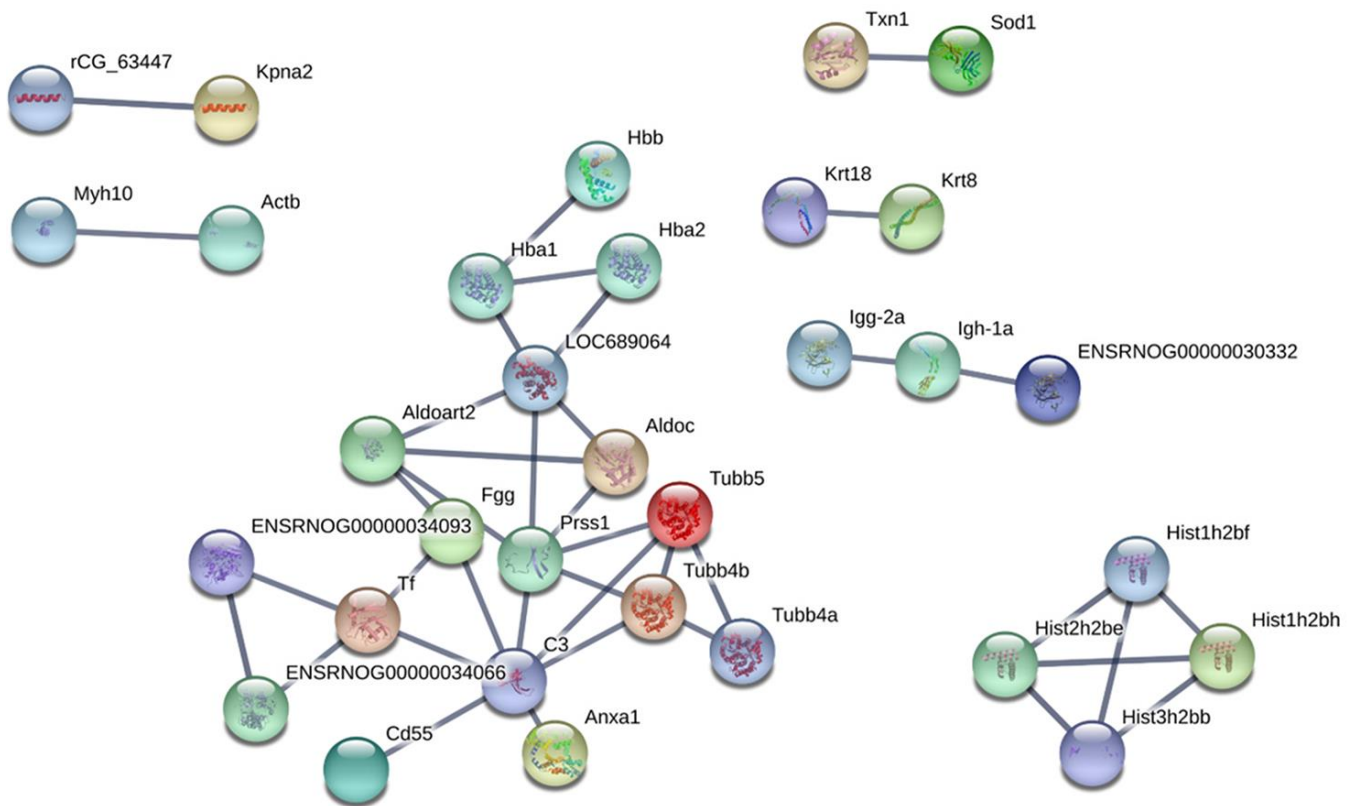 Txn1
Sod1
rCG_63447
Kpna2
Hbb
Krt18
Krt8
Myh10
Actb
Hba2
Hba1
Igg-2a
Igh-1a
LOC689064
ENSRNOG00000030332
Aldoart2
Aldoc
Tubb5
Fgg
ENSRNOG00000034093
Prss1
Hist1h2bf
Tf
Tubb4b
Tubb4a
Hist2h2be
Hist1h2bh
C3
ENSRNOG00000034066
Anxa1
Hist3h2bb
Cd55